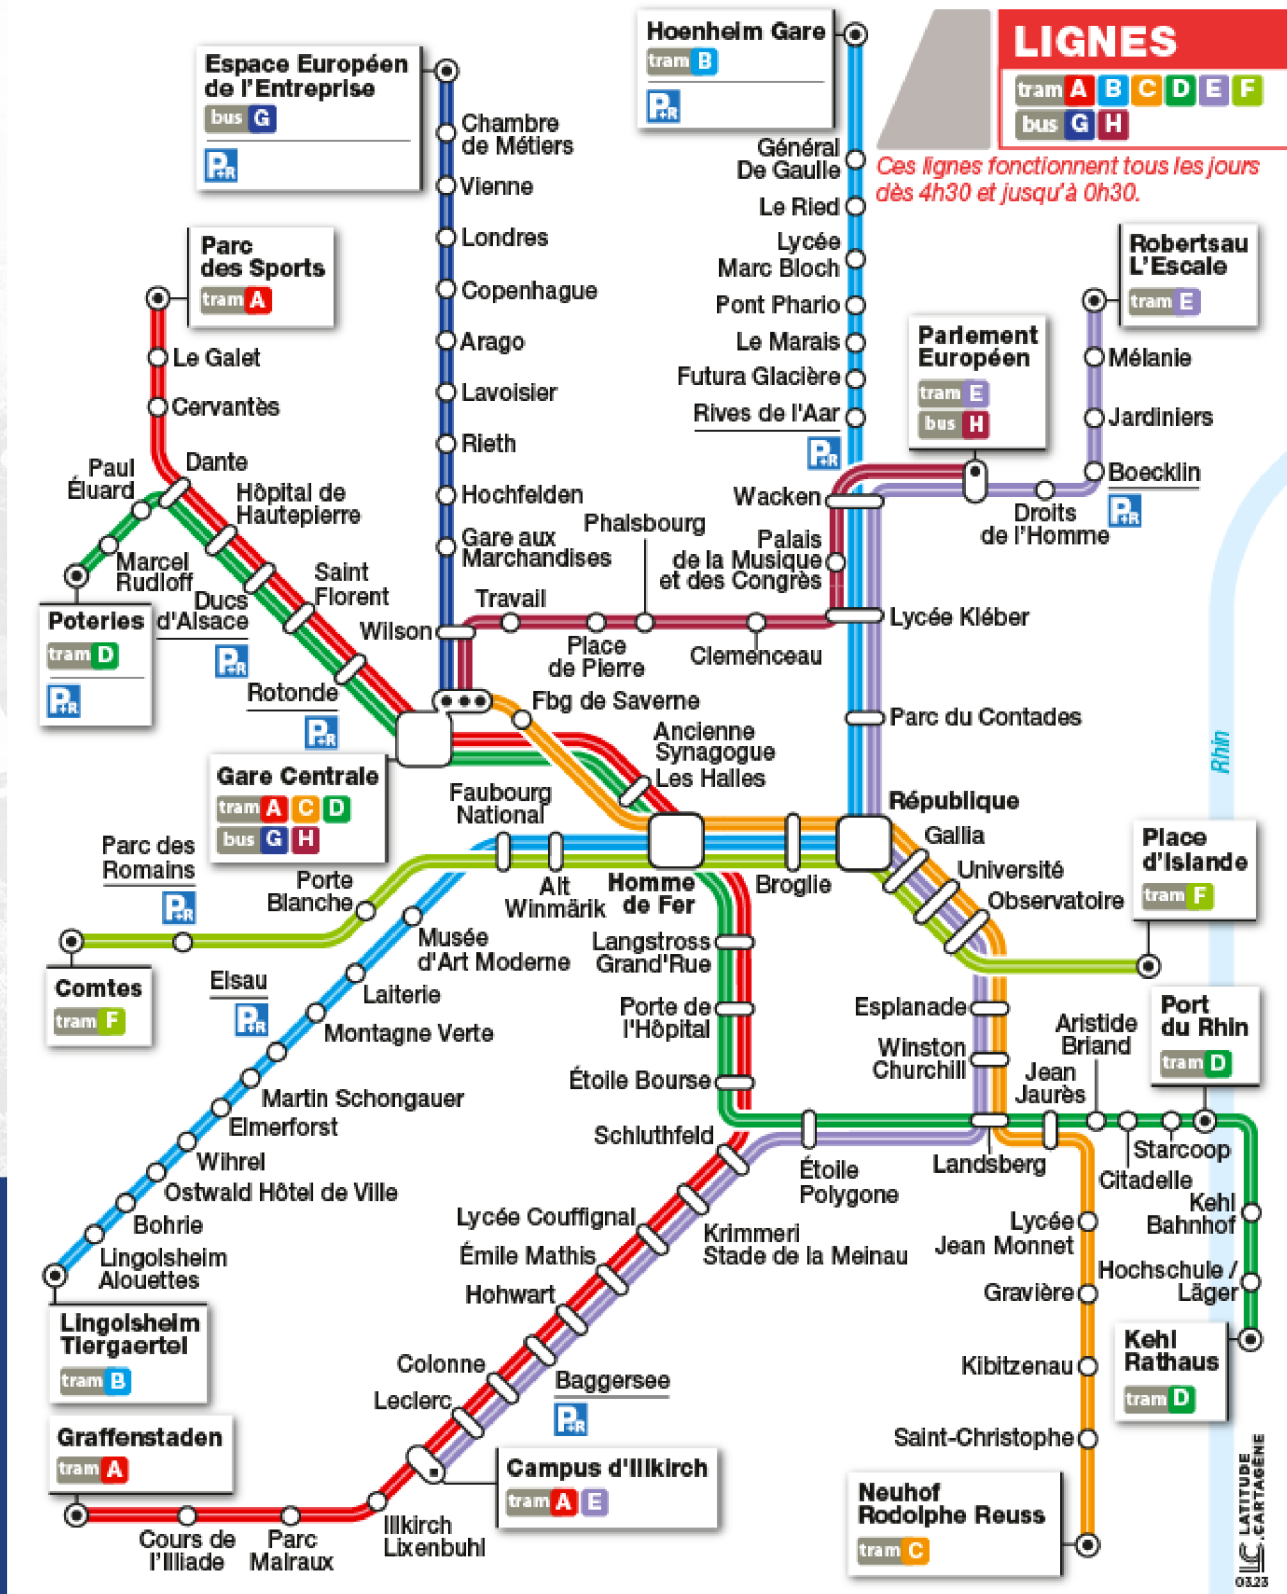 LIGNES
tram A B C D E F
bus G H
Ces lignes fonctionnent tous les jours
dès 4h30 et jusqu'à 0h30.
Espace Européen
de l'Entreprise
bus G
P+R
Chambre
de Métiers
Vienne
Londres
Copenhague
Arago
Lavoisier
Rieth
Hochfelden
Gare aux
Marchandises
Wilson
Hoenheim Gare
tram B
P+R
Général
De Gaulle
Le Ried
Lycée
Marc Bloch
Pont Phario
Le Marais
Futura Glacière
Rives de l'Aar
P+R
Wacken
Palais
de la Musique
et des Congrès
Lycée Kléber
Parc du Contades
Parlement
Européen
tram E
bus H
Robertsau
L'Escale
tram E
Mélanie
Jardiniers
Boecklin
P+R
Droits
de l'Homme
Parc
des Sports
tram A
Le Galet
Cervantès
Dante
Paul
Éluard
Marcel
Rudloff
Poteries
tram D
P+R
Hôpital de
Hautepierre
Ducs
d'Alsace
P+R
Saint
Florent
Rotonde
P+R
Travail
Place
de Pierre
Phalsbourg
Clemenceau
Gare Centrale
tram A C D
bus G H
Fbg de Saverne
Ancienne
Synagogue
Les Halles
Faubourg
National
Alt
Winmärik
Homme
de Fer
Broglie
République
Gallia
Université
Observatoire
Place
d'Islande
tram F
Rhin
Parc des
Romains
P+R
Porte
Blanche
Comtes
tram F
Musée
d'Art Moderne
Laiterie
Montagne Verte
Elsau
P+R
Martin Schongauer
Elmerforst
Wihrel
Ostwald Hôtel de Ville
Bohrie
Lingolsheim
Alouettes
Lingolsheim
Tiergaertel
tram B
Langstross
Grand'Rue
Porte de
l'Hôpital
Étoile Bourse
Schluthfeld
Étoile
Polygone
Landsberg
Esplanade
Winston
Churchill
Jean
Jaurès
Aristide
Briand
Citadelle
Starcoop
Port
du Rhin
tram D
Kehl
Bahnhof
Hochschule /
Läger
Kehl
Rathaus
tram D
Lycée
Jean Monnet
Gravière
Kibitzenau
Saint-Christophe
Neuhof
Rodolphe Reuss
tram C
Krimmeri
Stade de la Meinau
Lycée Couffignal
Émile Mathis
Hohwart
Baggersee
P+R
Colonne
Leclerc
Campus d'Illkirch
tram A E
Illkirch
Lixenbuhl
Parc
Malraux
Cours de
l'Illiade
Graffenstaden
tram A
LC LATITUDE
.CARTAGÈNE
03.23